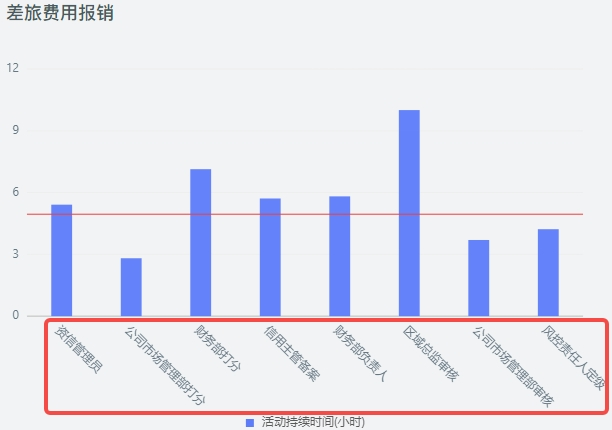 差旅费用报销
12
9
6
3
0
资信管理员
公司市场管理部打分
财务部打分
信用主管备案
财务部负责人
区域总监审核
公司市场管理部审核
风控责任人定级
活动持续时间(小时)